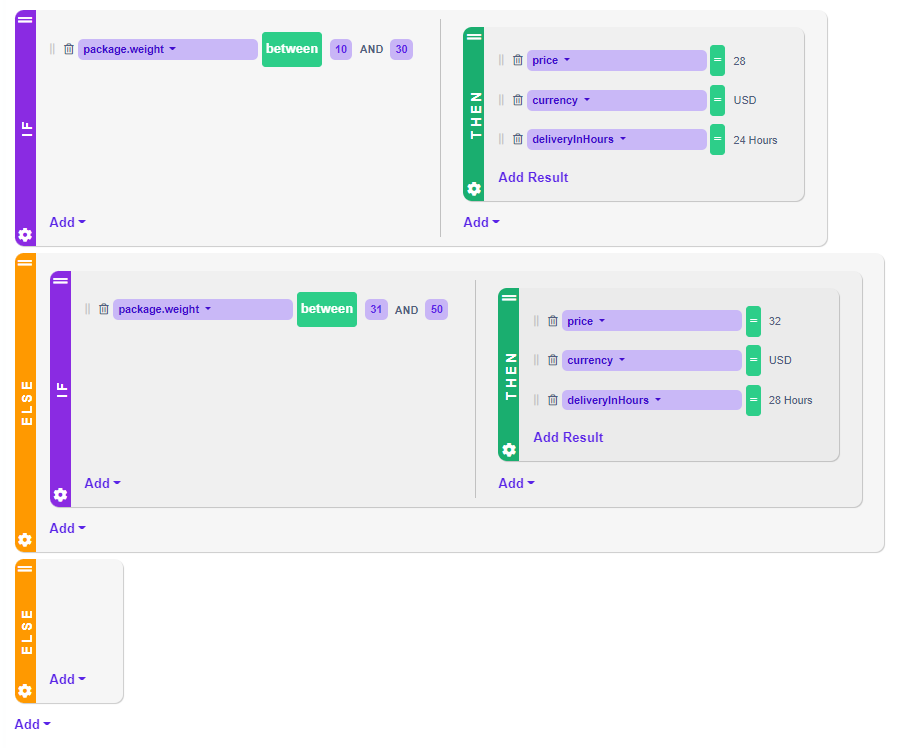 IF
package.weight between 10 AND 30
Add
THEN
price = 28
currency = USD
deliveryInHours = 24 Hours
Add Result
Add
ELSE
IF
package.weight between 31 AND 50
Add
THEN
price = 32
currency = USD
deliveryInHours = 28 Hours
Add Result
Add
Add
ELSE
Add
Add